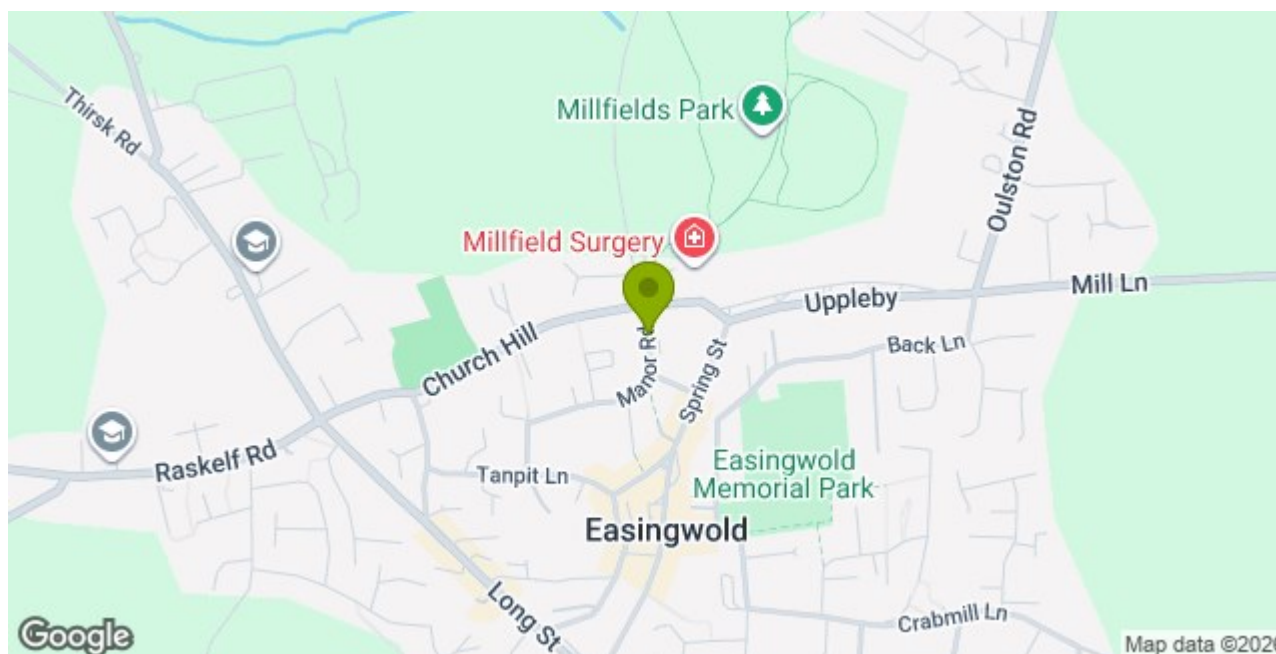 Thirsk Rd
Millfields Park
Oulston Rd
Millfield Surgery
Mill Ln
Uppleby
Back Ln
Church Hill
Manor Rd
Spring St
Raskelf Rd
Tanpit Ln
Easingwold
Memorial Park
Easingwold
Long St
Crabmill Ln
Google
Map data ©2026